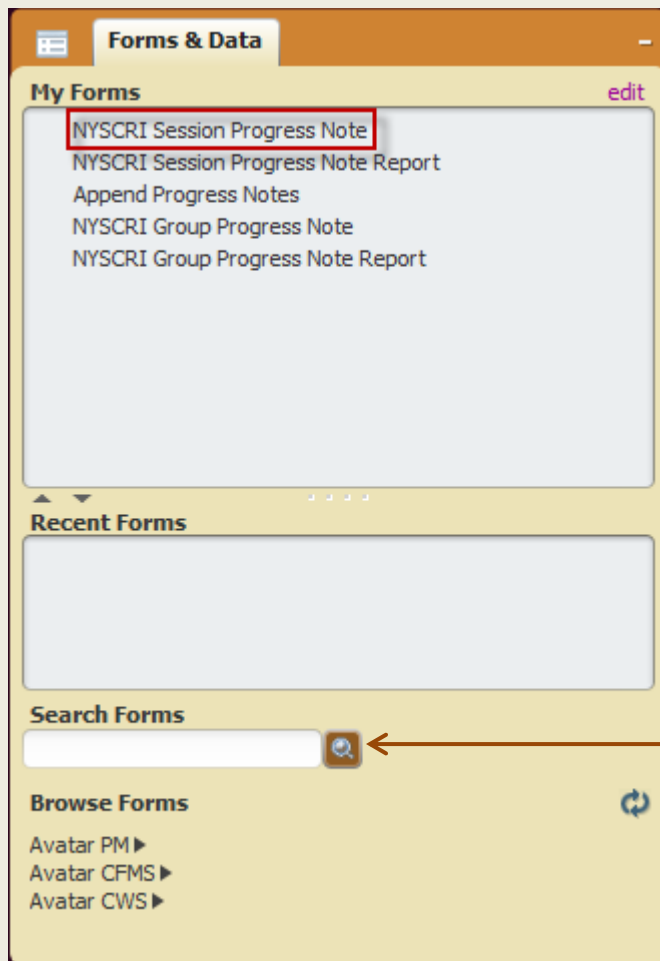 Forms & Data
My Forms edit
NYSCRI Session Progress Note
NYSCRI Session Progress Note Report
Append Progress Notes
NYSCRI Group Progress Note
NYSCRI Group Progress Note Report
Recent Forms
Search Forms
Browse Forms
Avatar PM
Avatar CFMS
Avatar CWS